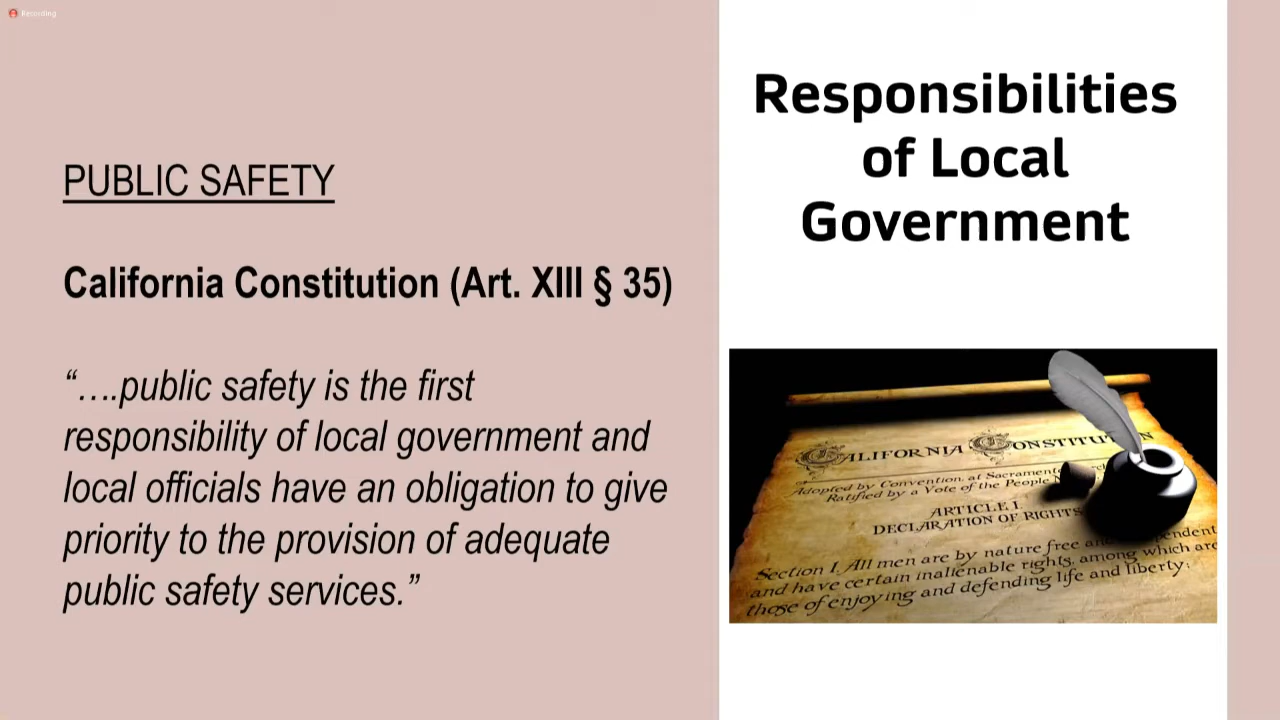 Recording
PUBLIC SAFETY
California Constitution (Art. XIII § 35)
“….public safety is the first
responsibility of local government and
local officials have an obligation to give
priority to the provision of adequate
public safety services.”
Responsibilities
of Local
Government
CALIFORNIA CONSTITUTION
Adopted by Convention, at Sacramento
Ratified by a Vote of the People
ARTICLE I.
DECLARATION OF RIGHTS
Section 1. All men are by nature free and
and have certain inalienable rights, among which are
those of enjoying and defending life and liberty;